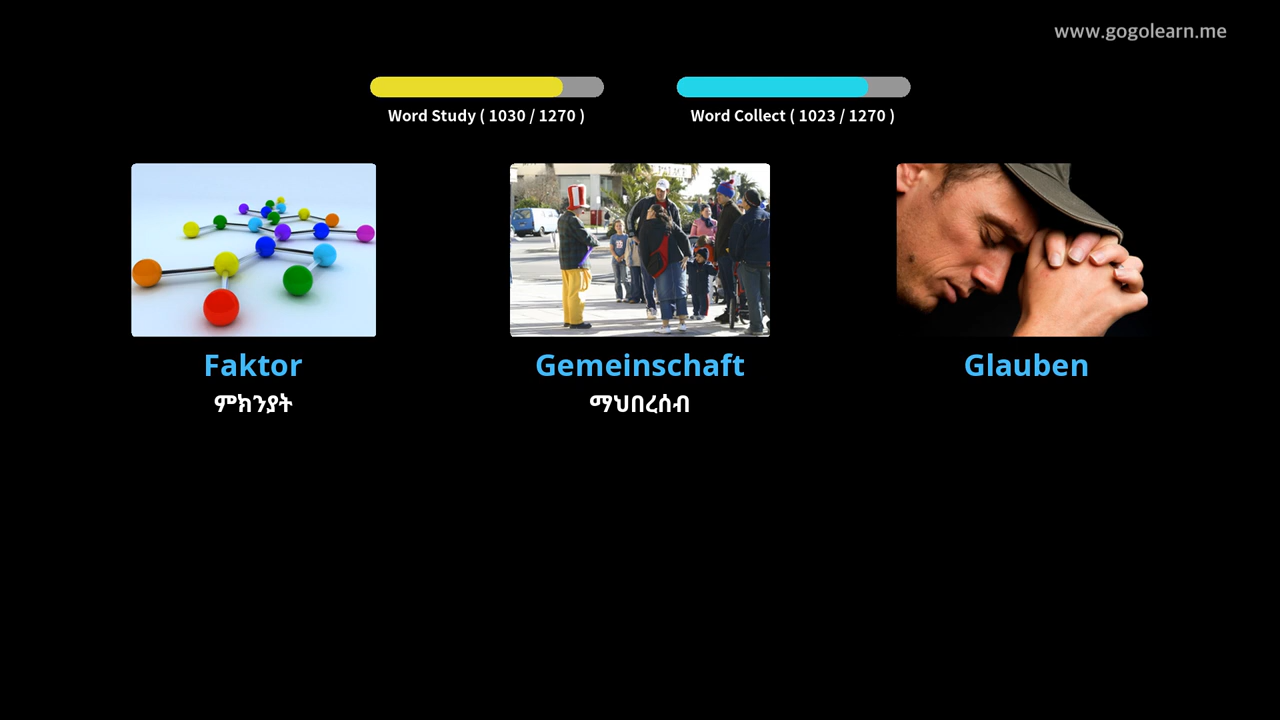 www.gogolearn.me
Word Study ( 1030 / 1270 )
Word Collect ( 1023 / 1270 )
Faktor
Gemeinschaft
Glauben
ምክንያት
ማህበረሰብ